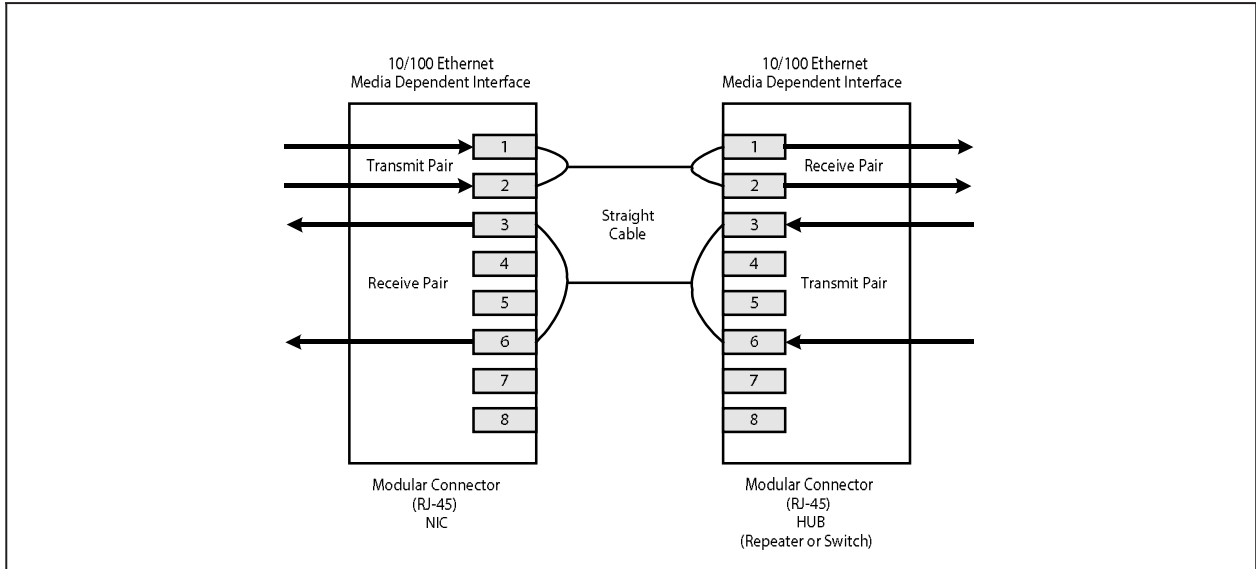 10/100 Ethernet
Media Dependent Interface
10/100 Ethernet
Media Dependent Interface
1
Transmit Pair
2
3
4
Receive Pair
5
6
7
8
Straight
Cable
1
Receive Pair
2
3
4
Transmit Pair
5
6
7
8
Modular Connector
(RJ-45)
NIC
Modular Connector
(RJ-45)
HUB
(Repeater or Switch)